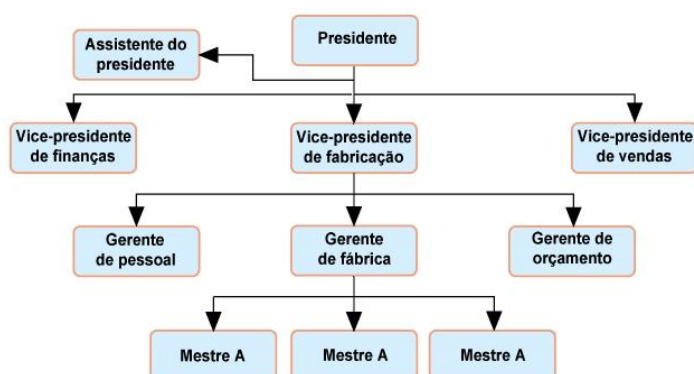 Presidente
Assistente do
presidente
Vice-presidente
de finanças
Vice-presidente
de fabricação
Vice-presidente
de vendas
Gerente
de pessoal
Gerente
de fábrica
Gerente de
orçamento
Mestre A
Mestre A
Mestre A